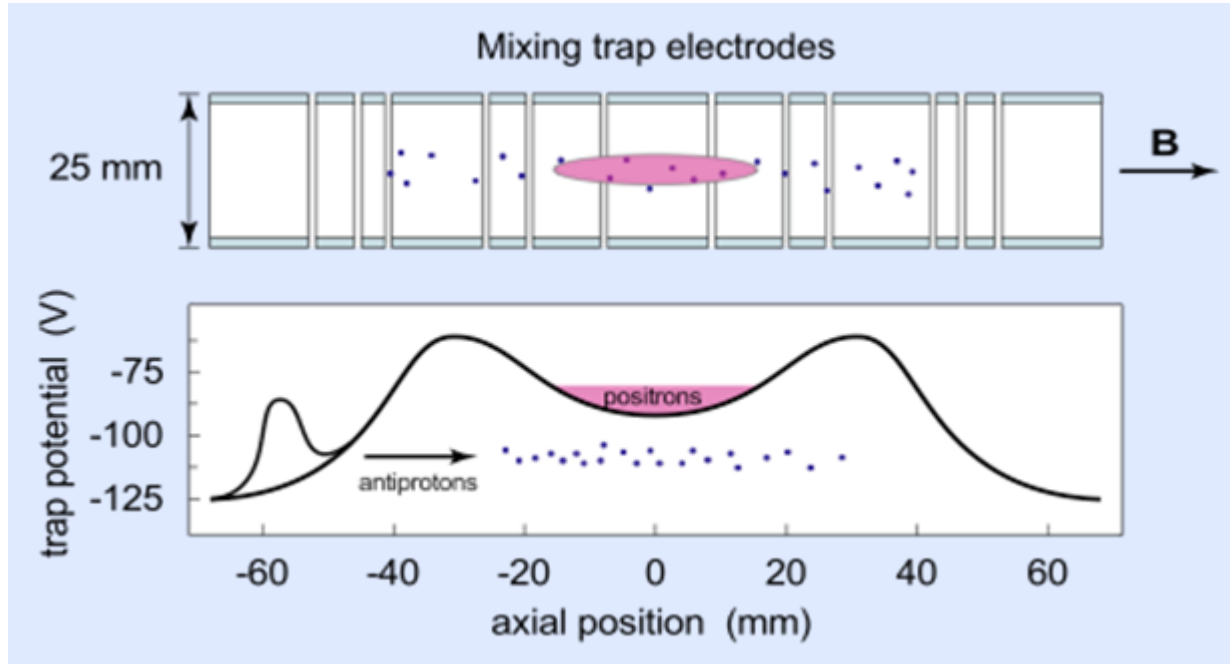 Mixing trap electrodes
25 mm
B
trap potential (V)
-75
-100
-125
positrons
antiprotons
-60 -40 -20 0 20 40 60
axial position (mm)